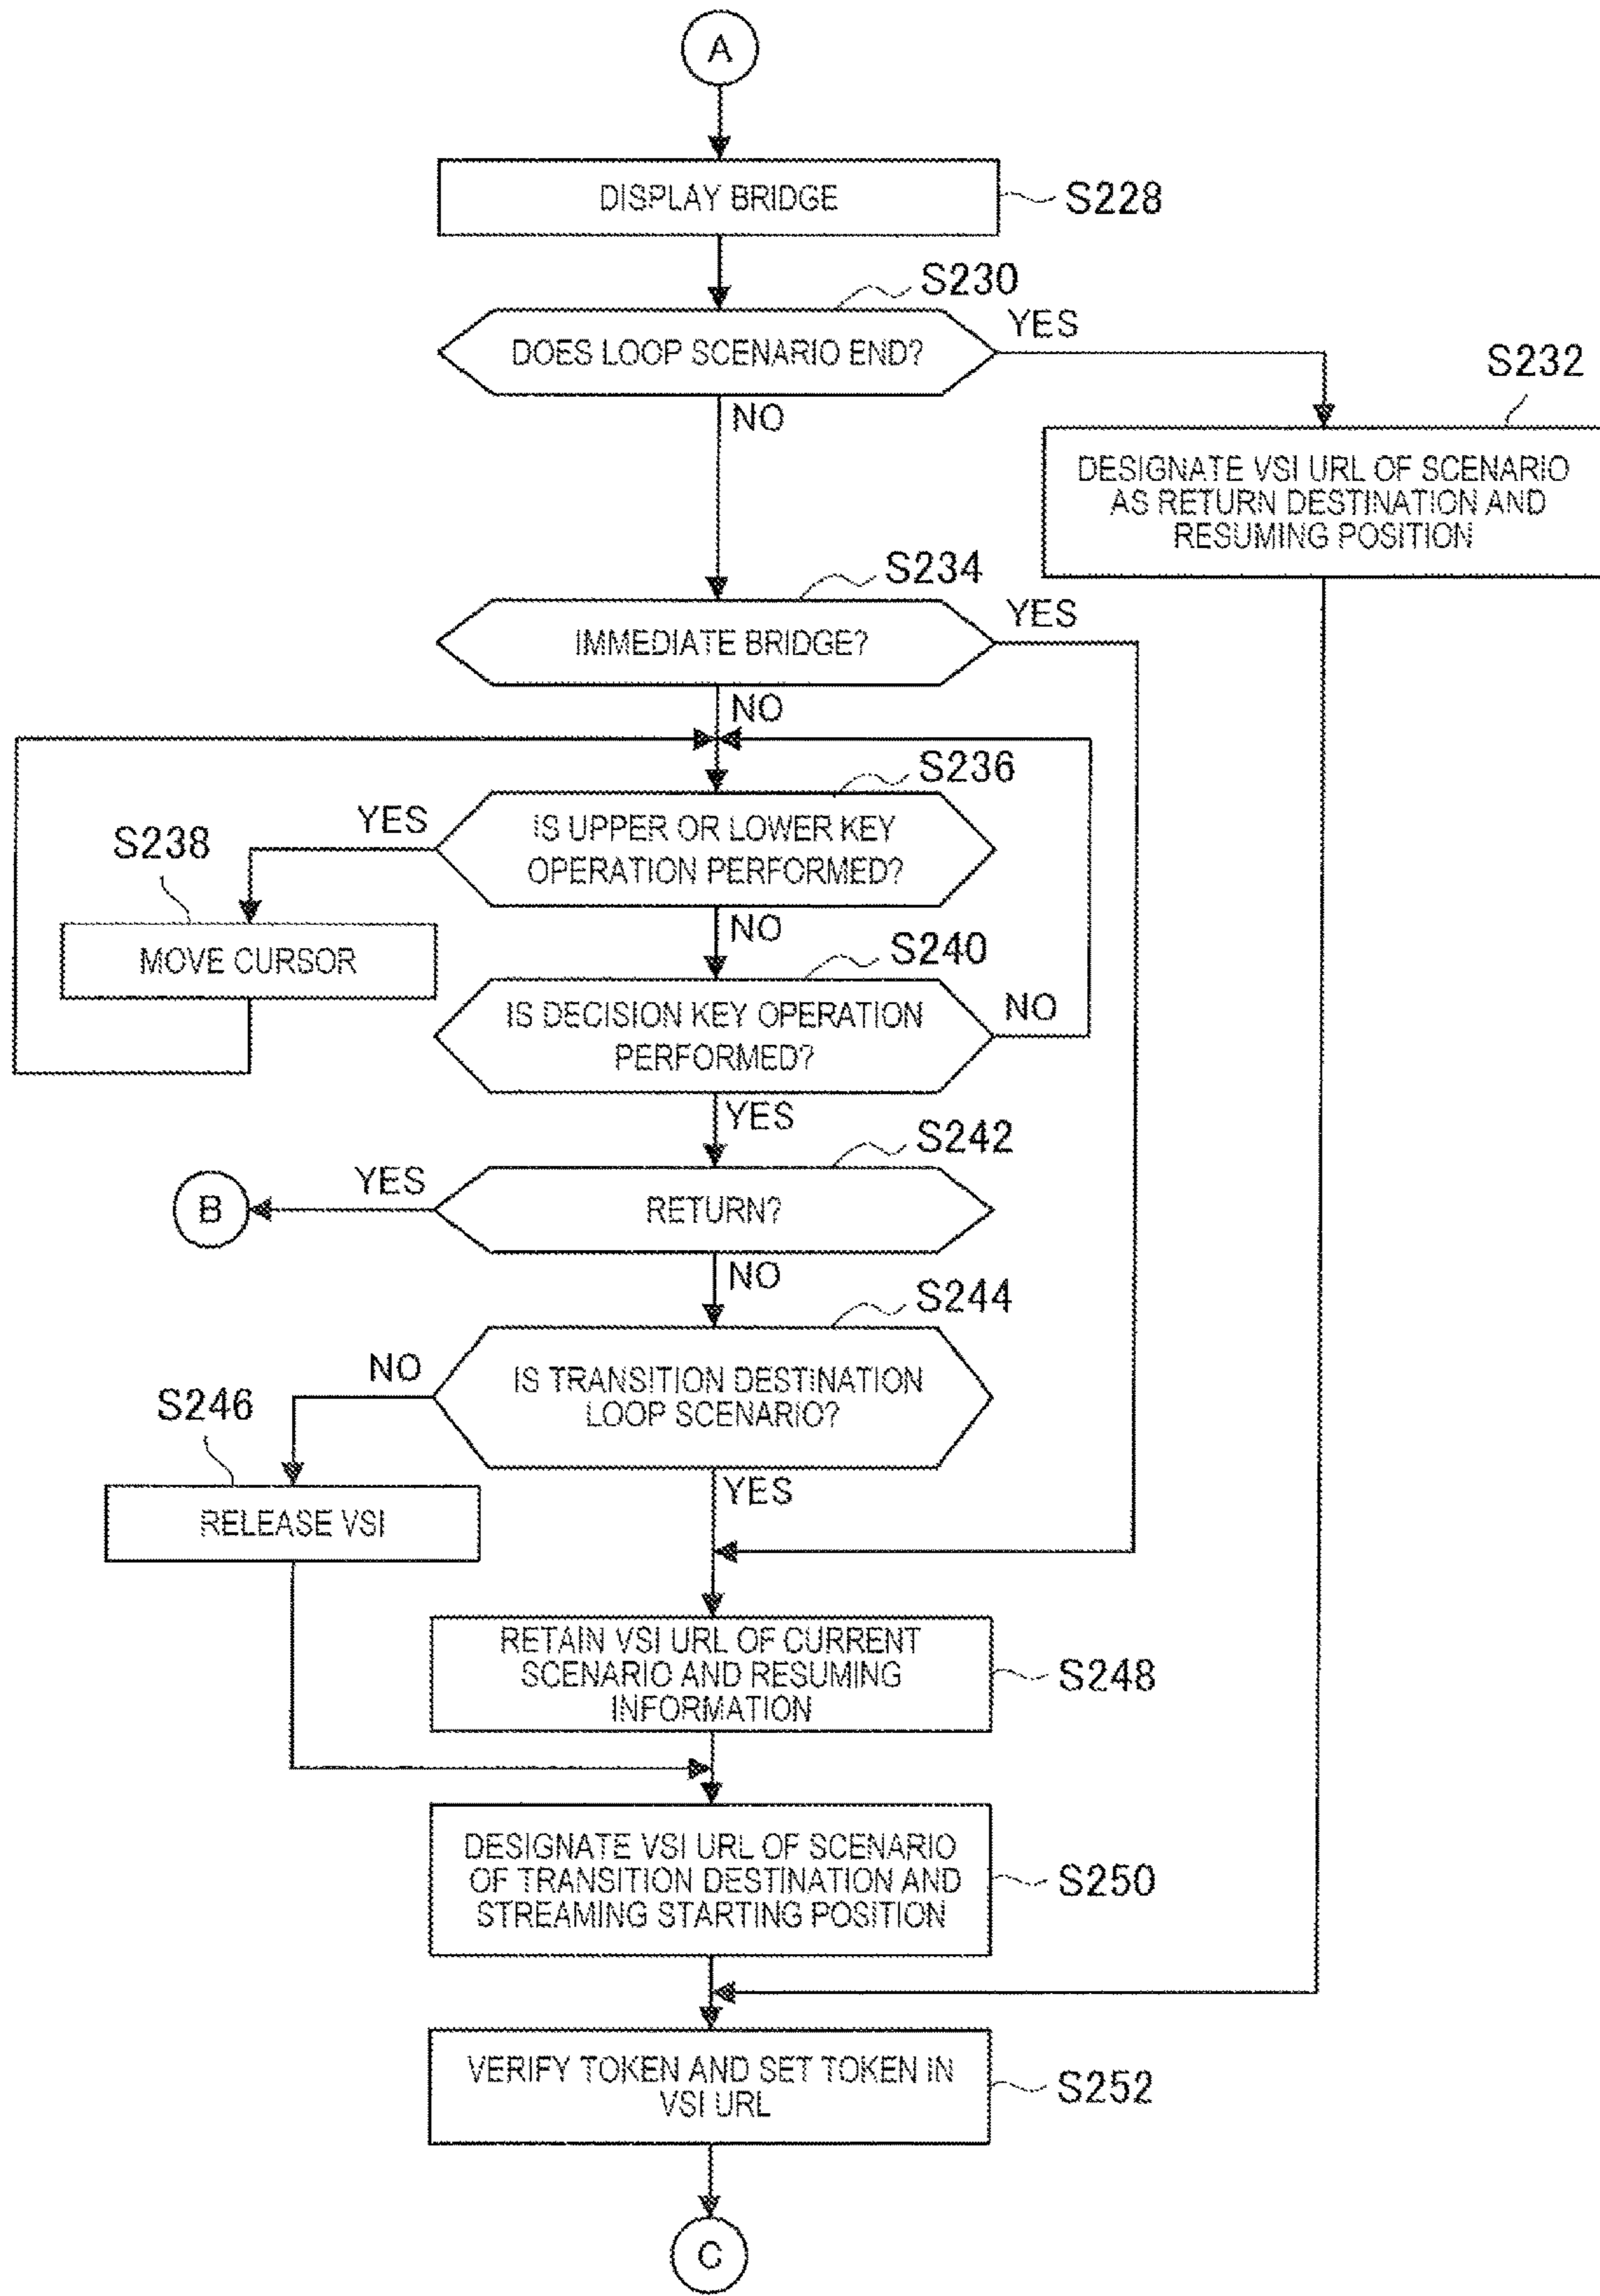 A
DISPLAY BRIDGE
S228
S230
DOES LOOP SCENARIO END?
YES
NO
S232
DESIGNATE VSI URL OF SCENARIO
AS RETURN DESTINATION AND
RESUMING POSITION
S234
IMMEDIATE BRIDGE?
YES
NO
S236
IS UPPER OR LOWER KEY
OPERATION PERFORMED?
YES
NO
S238
MOVE CURSOR
S240
IS DECISION KEY OPERATION
PERFORMED?
NO
YES
S242
RETURN?
YES
B
NO
S244
IS TRANSITION DESTINATION
LOOP SCENARIO?
NO
YES
S246
RELEASE VSI
RETAIN VSI URL OF CURRENT
SCENARIO AND RESUMING
INFORMATION
S248
DESIGNATE VSI URL OF SCENARIO
OF TRANSITION DESTINATION AND
STREAMING STARTING POSITION
S250
VERIFY TOKEN AND SET TOKEN IN
VSI URL
S252
C